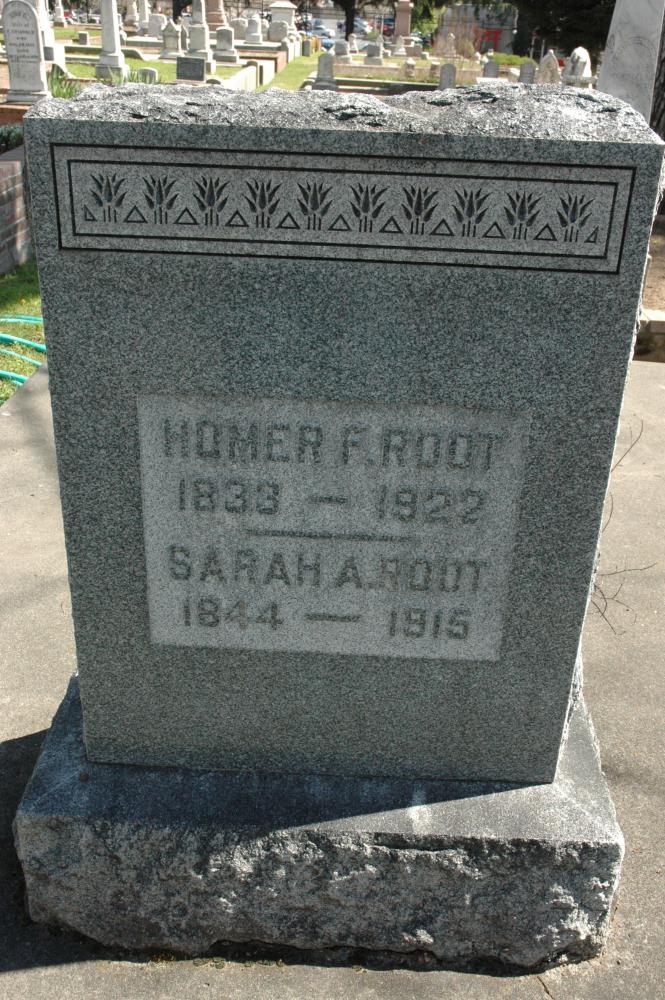 HOMER F. ROOT
1833 — 1922
SARAH A. ROOT
1844 — 1915